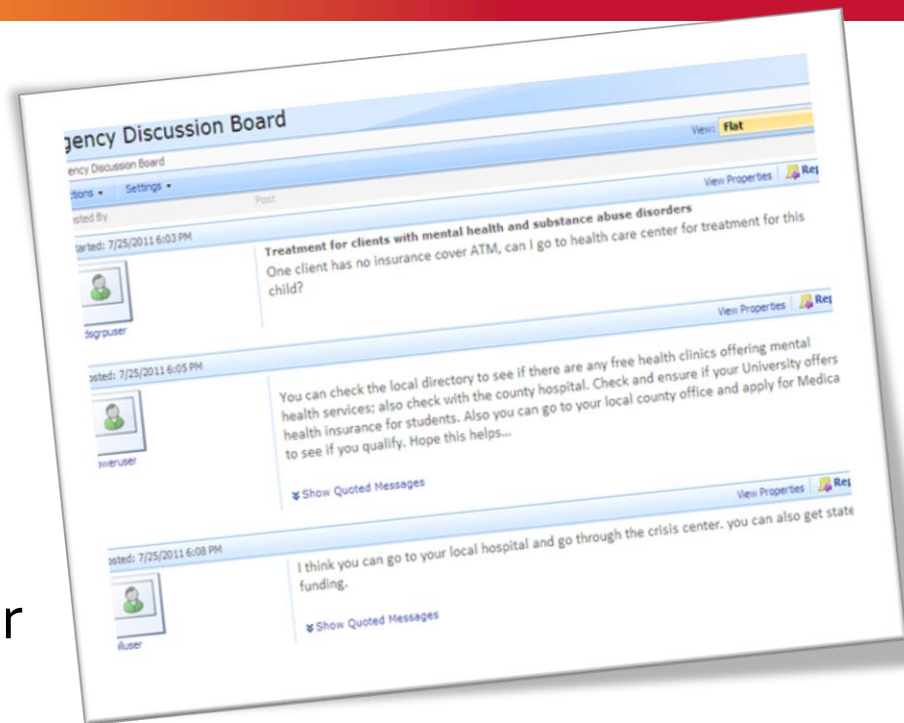 gency Discussion Board
ency Discussion Board
tions Settings
View: Flat
osted By Post
tarted: 7/25/2011 6:03 PM
View Properties Rep
Treatment for clients with mental health and substance abuse disorders
One client has no insurance cover ATM, can I go to health care center for treatment for this
child?
dsgrpuser
osted: 7/25/2011 6:05 PM
View Properties Rep
You can check the local directory to see if there are any free health clinics offering mental
health services; also check with the county hospital. Check and ensure if your University offers
health insurance for students. Also you can go to your local county office and apply for Medica
to see if you qualify. Hope this helps...
oweruser
Show Quoted Messages
osted: 7/25/2011 6:08 PM
View Properties Rep
I think you can go to your local hospital and go through the crisis center. you can also get state
funding.
Show Quoted Messages
lluser
r